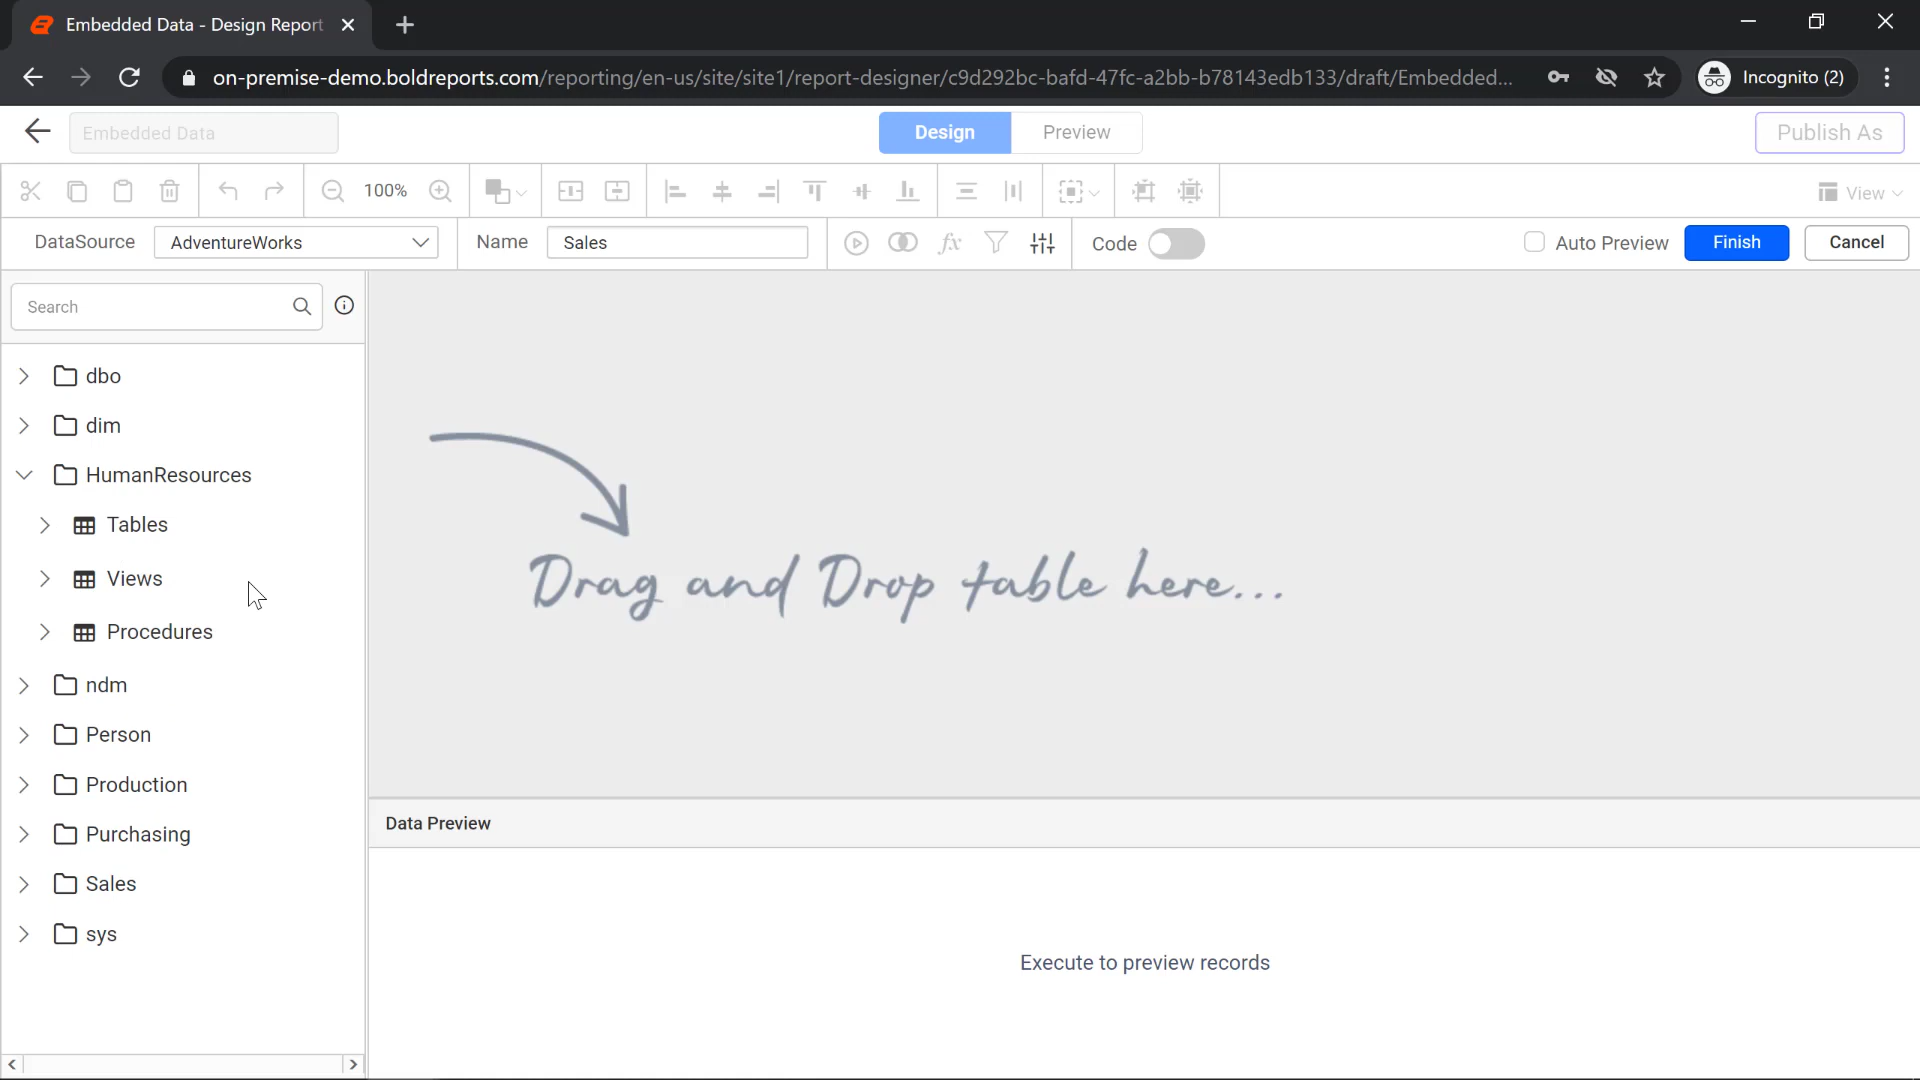 Embedded Data - Design Report
on-premise-demo.boldreports.com/reporting/en-us/site/site1/report-designer/c9d292bc-bafd-47fc-a2bb-b78143edb133/draft/Embedded...
Incognito (2)
Embedded Data
Design
Preview
Publish As
100%
View
DataSource
AdventureWorks
Name
Sales
fx
Code
Auto Preview
Finish
Cancel
Search
dbo
dim
HumanResources
Tables
Views
Procedures
ndm
Person
Production
Purchasing
Sales
sys
Drag and Drop table here...
Data Preview
Execute to preview records